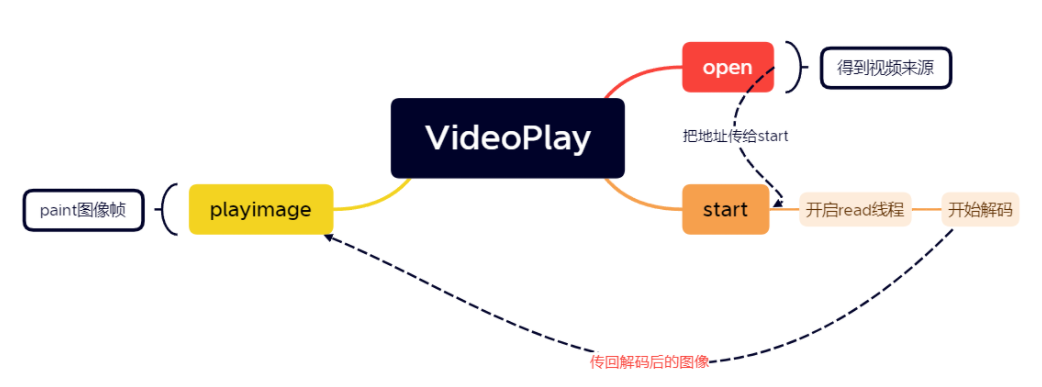 open
得到视频来源
VideoPlay
把地址传给start
paint图像帧
playimage
start
开启read线程
开始解码
传回解码后的图像